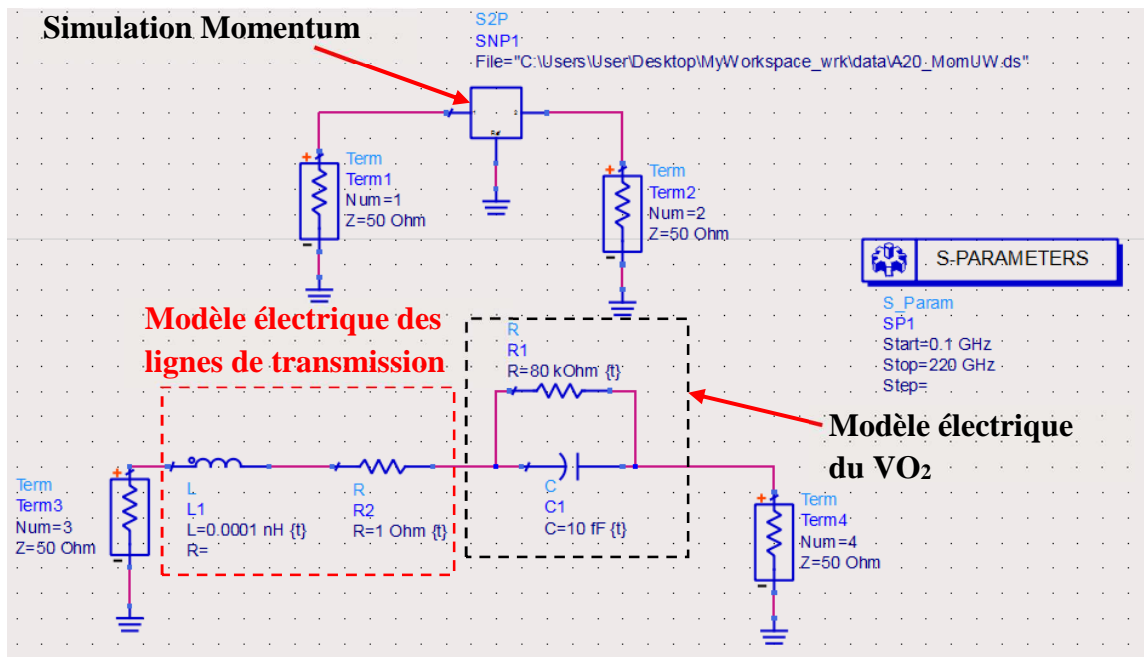 Simulation Momentum
S2P
SNP1
File="C:\Users\User\Desktop\MyWorkspace_wrk\data\A20_MomUW.ds"
1
2
Ref
Term
Term1
Num=1
Z=50 Ohm
Term
Term2
Num=2
Z=50 Ohm
S-PARAMETERS
S_Param
SP1
Start=0.1 GHz
Stop=220 GHz
Step=
Modèle électrique des
lignes de transmission
R
R1
R=80 kOhm {t}
Modèle électrique
du VO₂
Term
Term3
Num=3
Z=50 Ohm
L
L1
L=0.0001 nH {t}
R=
R
R2
R=1 Ohm {t}
C
C1
C=10 fF {t}
Term
Term4
Num=4
Z=50 Ohm